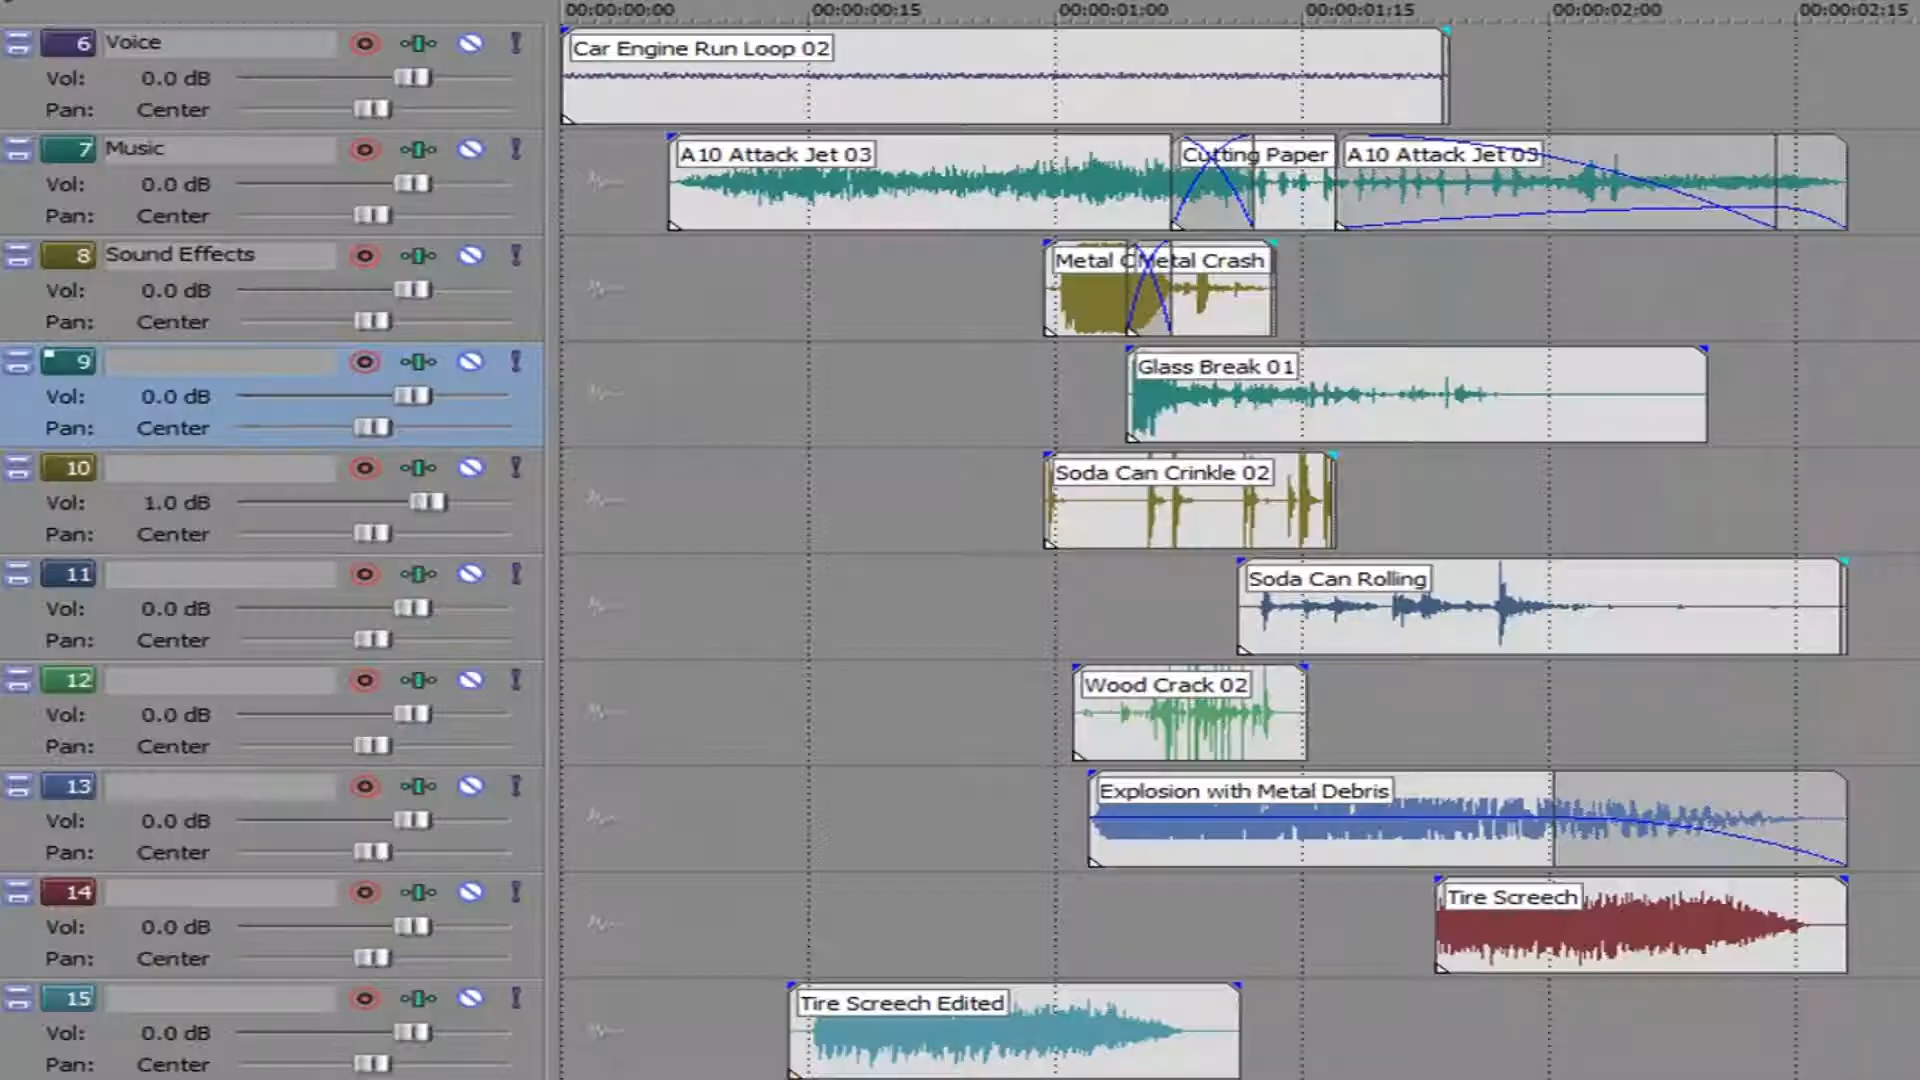 00:00:00:00 00:00:00:15 00:00:01:00 00:00:01:15 00:00:02:00 00:00:02:15
6 Voice
Vol: 0.0 dB
Pan: Center
Car Engine Run Loop 02
7 Music
Vol: 0.0 dB
Pan: Center
A10 Attack Jet 03 Cutting Paper A10 Attack Jet 03
8 Sound Effects
Vol: 0.0 dB
Pan: Center
Metal C Metal Crash
9
Vol: 0.0 dB
Pan: Center
Glass Break 01
10
Vol: 1.0 dB
Pan: Center
Soda Can Crinkle 02
11
Vol: 0.0 dB
Pan: Center
Soda Can Rolling
12
Vol: 0.0 dB
Pan: Center
Wood Crack 02
13
Vol: 0.0 dB
Pan: Center
Explosion with Metal Debris
14
Vol: 0.0 dB
Pan: Center
Tire Screech
15
Vol: 0.0 dB
Pan: Center
Tire Screech Edited